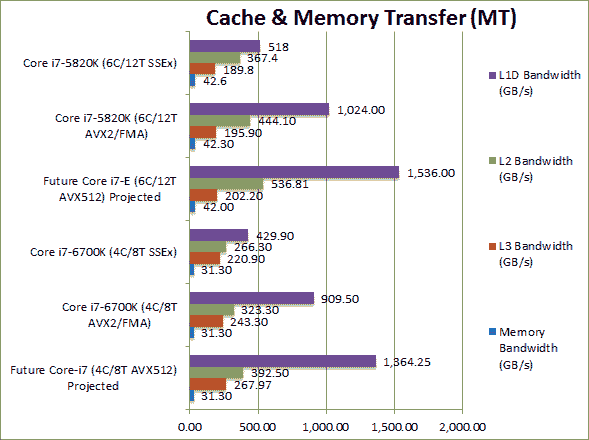 Cache & Memory Transfer (MT)
Core i7-5820K (6C/12T SSEx)
518
367.4
189.8
42.6
Core i7-5820K (6C/12T
AVX2/FMA)
1,024.00
444.10
195.90
42.30
Future Core i7-E (6C/12T
AVX512) Projected
1,536.00
536.81
202.20
42.00
Core i7-6700K (4C/8T SSEx)
429.90
266.30
220.90
31.30
Core i7-6700K (4C/8T
AVX2/FMA)
909.50
323.30
243.30
31.30
Future Core-i7 (4C/8T AVX512)
Projected
1,364.25
392.50
267.97
31.30
0.00
500.00
1,000.00
1,500.00
2,000.00
L1D Bandwidth
(GB/s)
L2 Bandwidth
(GB/s)
L3 Bandwidth
(GB/s)
Memory
Bandwidth
(GB/s)